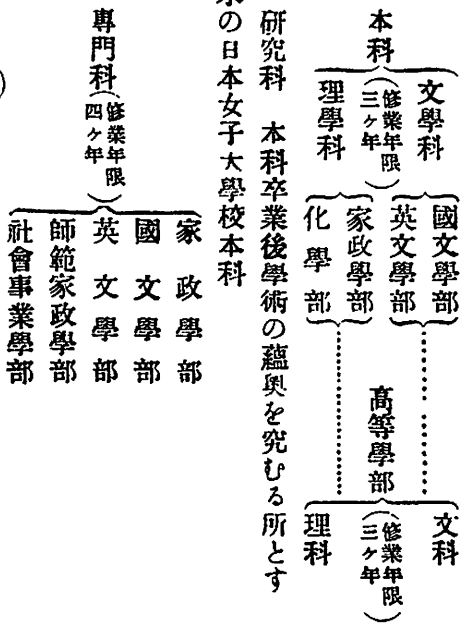 本科(修業年限三ヶ年)
文學科
國文學部
英文學部
理學科
家政學部
化學部
高等學部(修業年限三ヶ年)
文科
理科
研究科 本科卒業後學術の蘊奥を究むる所とす
の日本女子大學校本科
專門科(修業年限四ヶ年)
家政學部
國文學部
英文學部
師範家政學部
社會事業學部